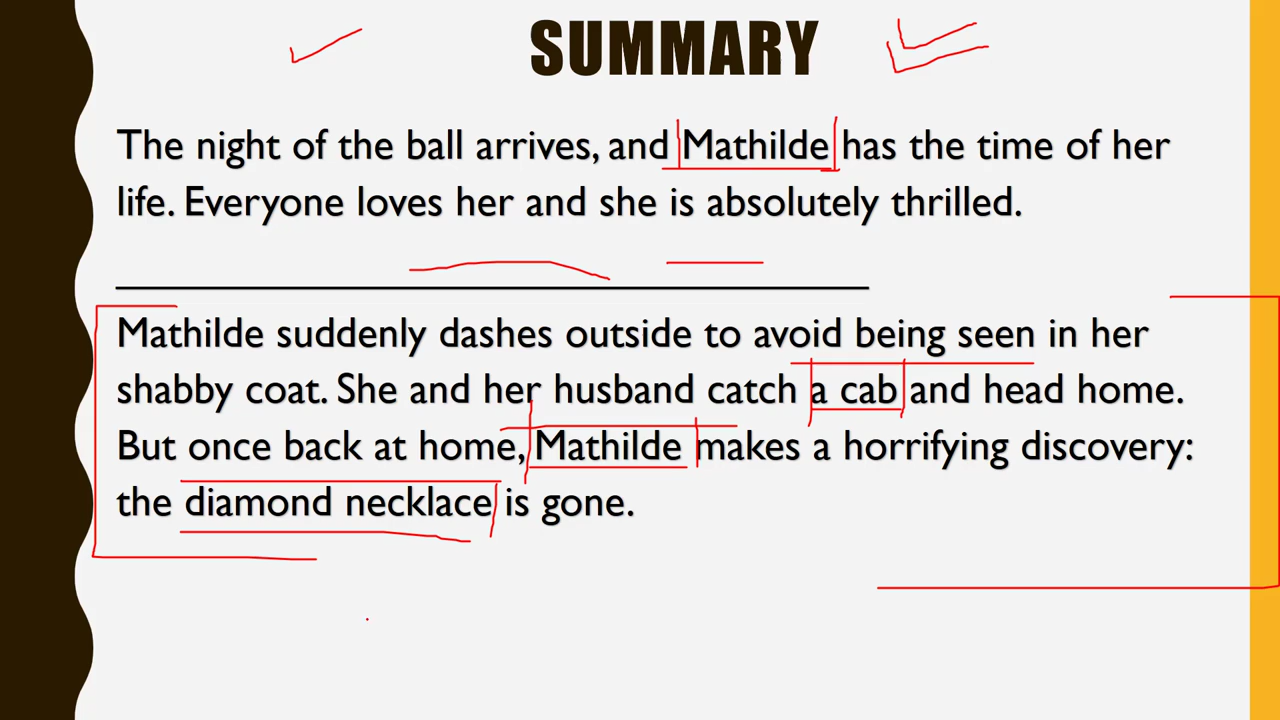 SUMMARY
The night of the ball arrives, and Mathilde has the time of her
life. Everyone loves her and she is absolutely thrilled.
Mathilde suddenly dashes outside to avoid being seen in her
shabby coat. She and her husband catch a cab and head home.
But once back at home, Mathilde makes a horrifying discovery:
the diamond necklace is gone.